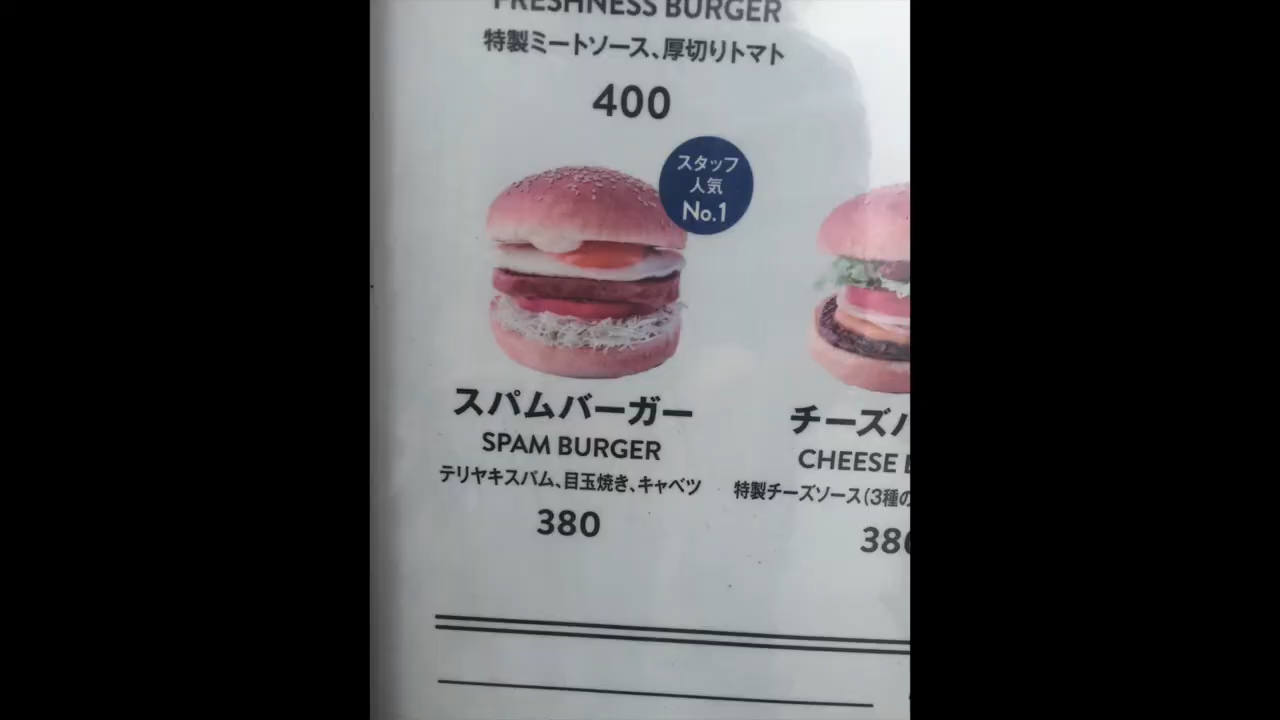 FRESHNESS BURGER
特製ミートソース、厚切りトマト
400
スタッフ
人気
No.1
スパムバーガー
SPAM BURGER
テリヤキスパム、目玉焼き、キャベツ
380
チーズバ
CHEESE
特製チーズソース(3種の
380